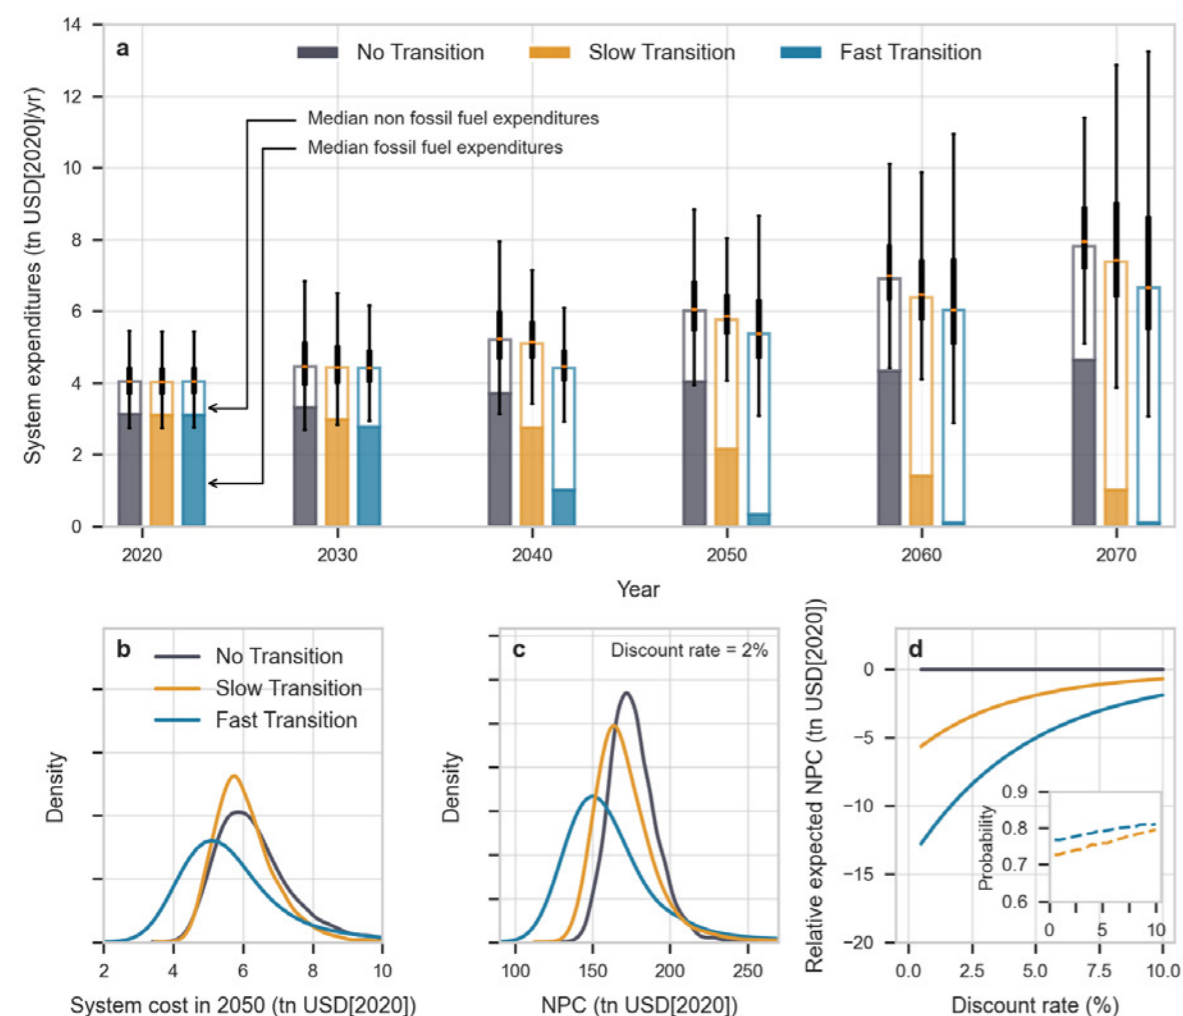 a
No Transition
Slow Transition
Fast Transition
Median non fossil fuel expenditures
Median fossil fuel expenditures
System expenditures (tn USD[2020]/yr)
14
12
10
8
6
4
2
0
2020
2030
2040
2050
2060
2070
Year
b
No Transition
Slow Transition
Fast Transition
Density
2
4
6
8
10
System cost in 2050 (tn USD[2020])
c
Discount rate = 2%
Density
100
150
200
250
NPC (tn USD[2020])
d
Relative expected NPC (tn USD[2020])
0
−5
−10
−15
−20
0.0
2.5
5.0
7.5
10.0
Discount rate (%)
Probability
0.9
0.8
0.7
0.6
0
5
10